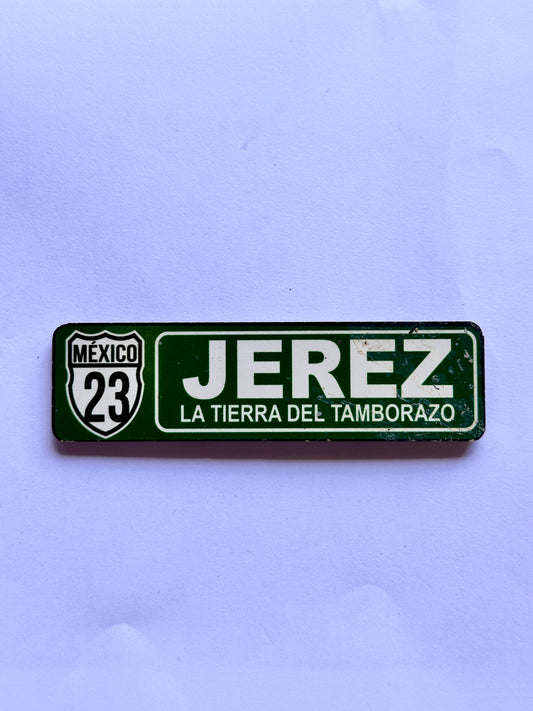 MÉXICO
23
JEREZ
LA TIERRA DEL TAMBORAZO